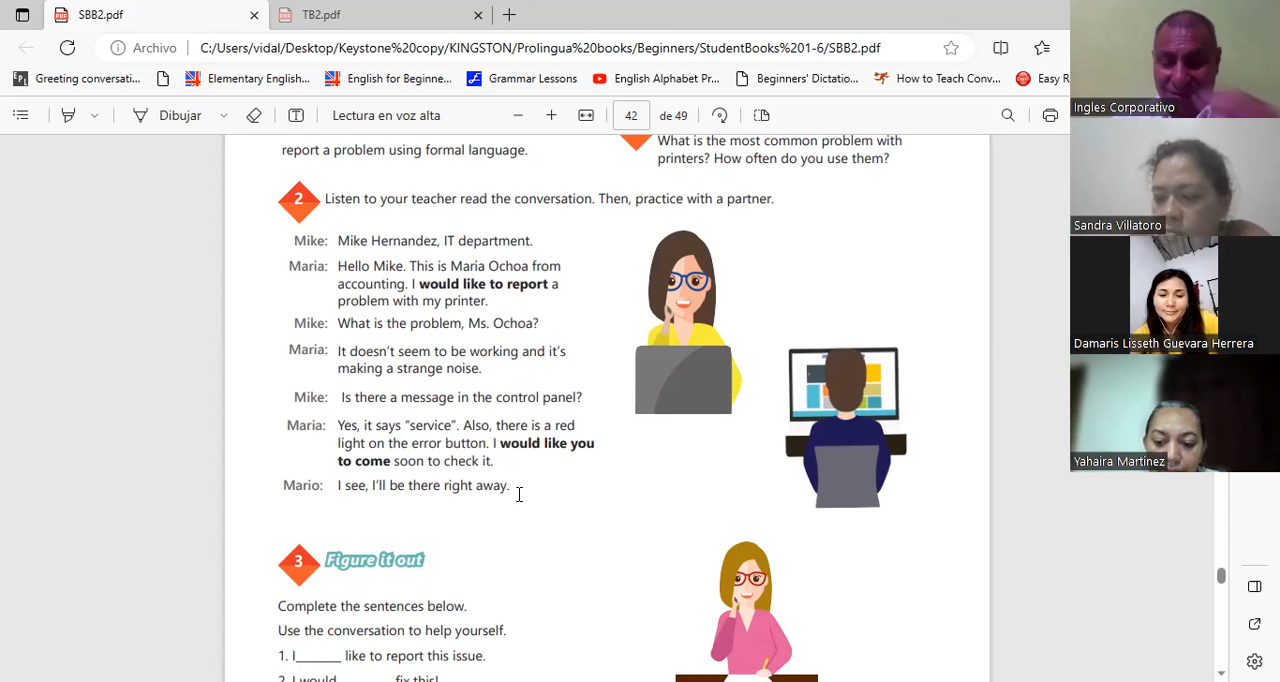 SBB2.pdf
TB2.pdf
Archivo
C:/Users/vidal/Desktop/Keystone%20copy/KINGSTON/Prolingua%20books/Beginners/StudentBooks%201-6/SBB2.pdf
Greeting conversati...
Elementary English...
English for Beginne...
Grammar Lessons
English Alphabet Pr...
Beginners' Dictatio...
How to Teach Conv...
Easy R
Dibujar
Lectura en voz alta
42
de 49
report a problem using formal language.
What is the most common problem with
printers? How often do you use them?
2
Listen to your teacher read the conversation. Then, practice with a partner.
Mike: Mike Hernandez, IT department.
Maria: Hello Mike. This is Maria Ochoa from
accounting. I would like to report a
problem with my printer.
Mike: What is the problem, Ms. Ochoa?
Maria: It doesn't seem to be working and it's
making a strange noise.
Mike: Is there a message in the control panel?
Maria: Yes, it says "service". Also, there is a red
light on the error button. I would like you
to come soon to check it.
Mario: I see, I'll be there right away.
3
Figure it out
Complete the sentences below.
Use the conversation to help yourself.
1. I_______ like to report this issue.
2. I would ________ fix this!
Ingles Corporativo
Sandra Villatoro
Damaris Lisseth Guevara Herrera
Yahaira Martinez